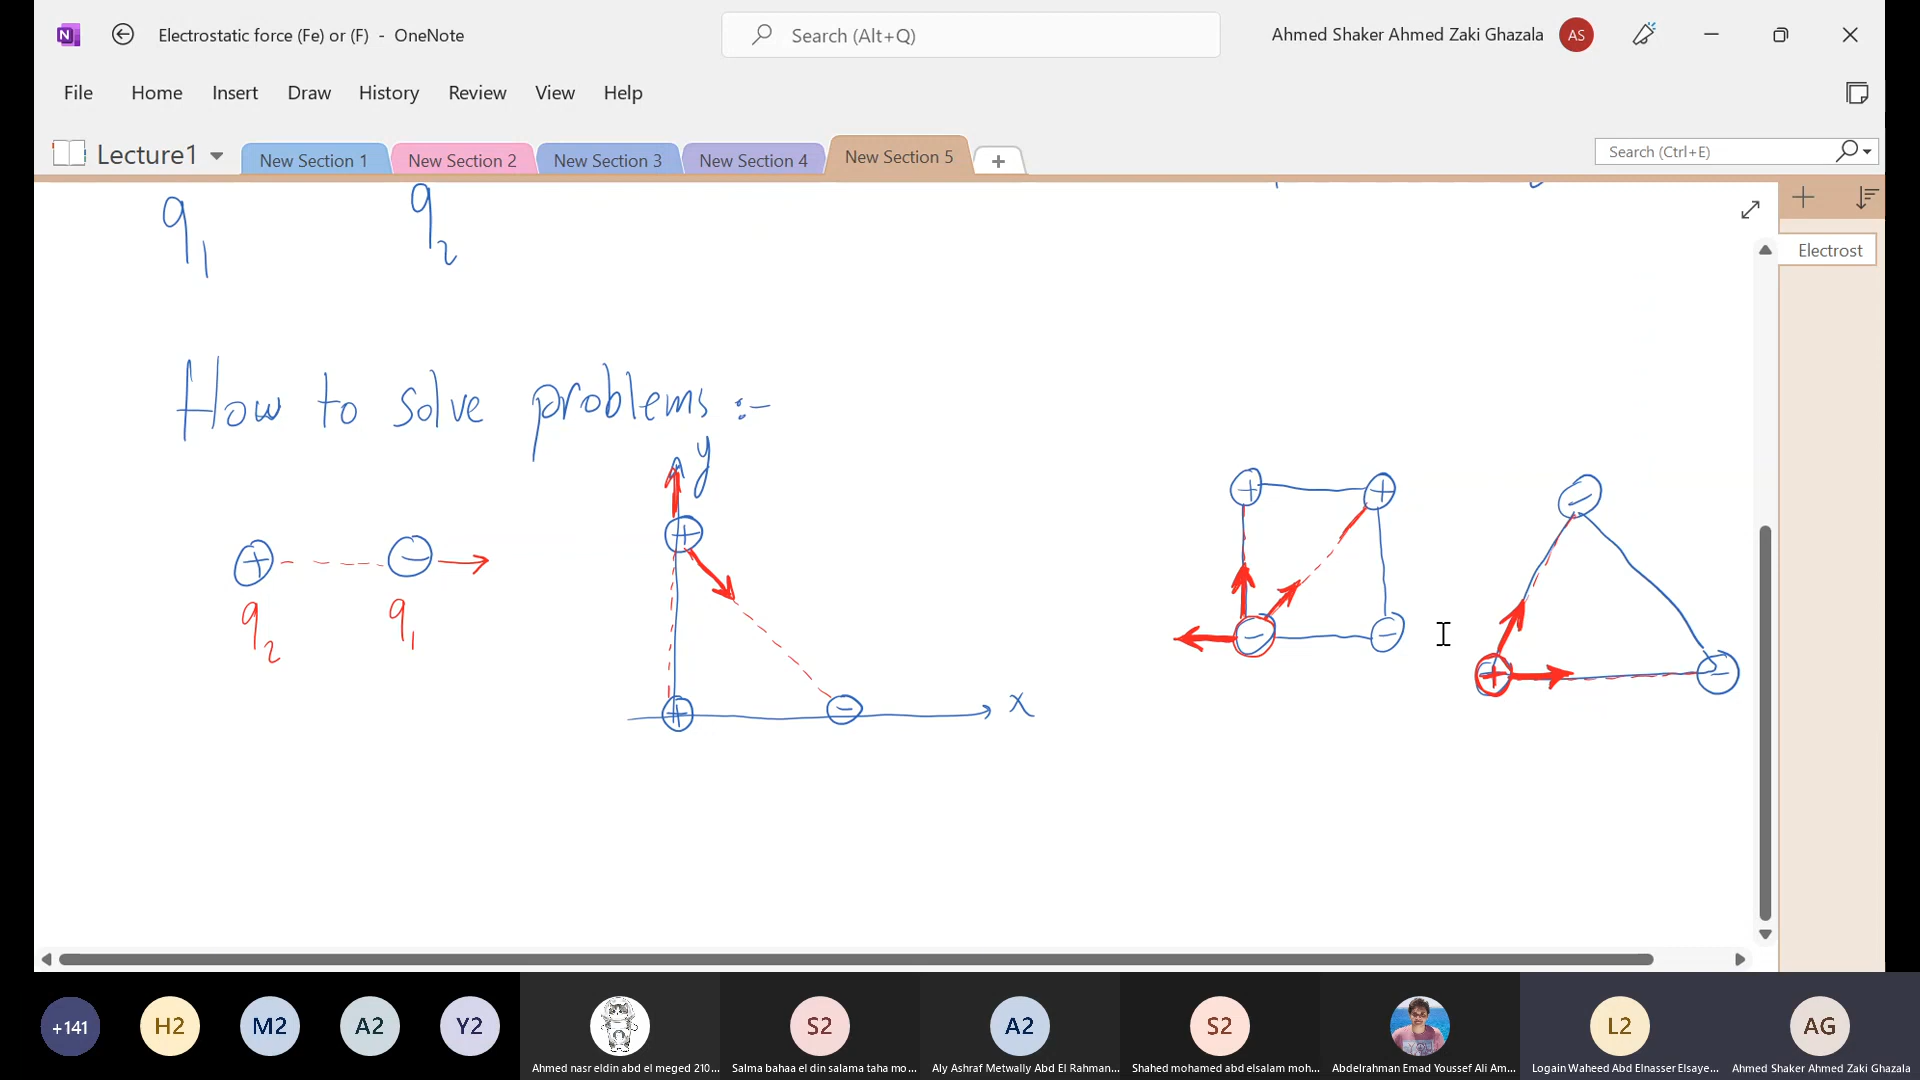 Electrostatic force (Fe) or (F) - OneNote
Search (Alt+Q)
Ahmed Shaker Ahmed Zaki Ghazala
AS
File Home Insert Draw History Review View Help
Lecture1
New Section 1
New Section 2
New Section 3
New Section 4
New Section 5
+
Search (Ctrl+E)
Electrost
q1 q2
How to solve problems :-
y
+ -
q2 q1
+
+ -
x
+ +
- -
-
+ -
+141
H2
M2
A2
Y2
S2
A2
S2
L2
AG
Ahmed nasr eldin abd el meged 210...
Salma bahaa el din salama taha mo...
Aly Ashraf Metwally Abd El Rahman...
Shahed mohamed abd elsalam moh...
Abdelrahman Emad Youssef Ali Am...
Logain Waheed Abd Elnasser Elsaye...
Ahmed Shaker Ahmed Zaki Ghazala